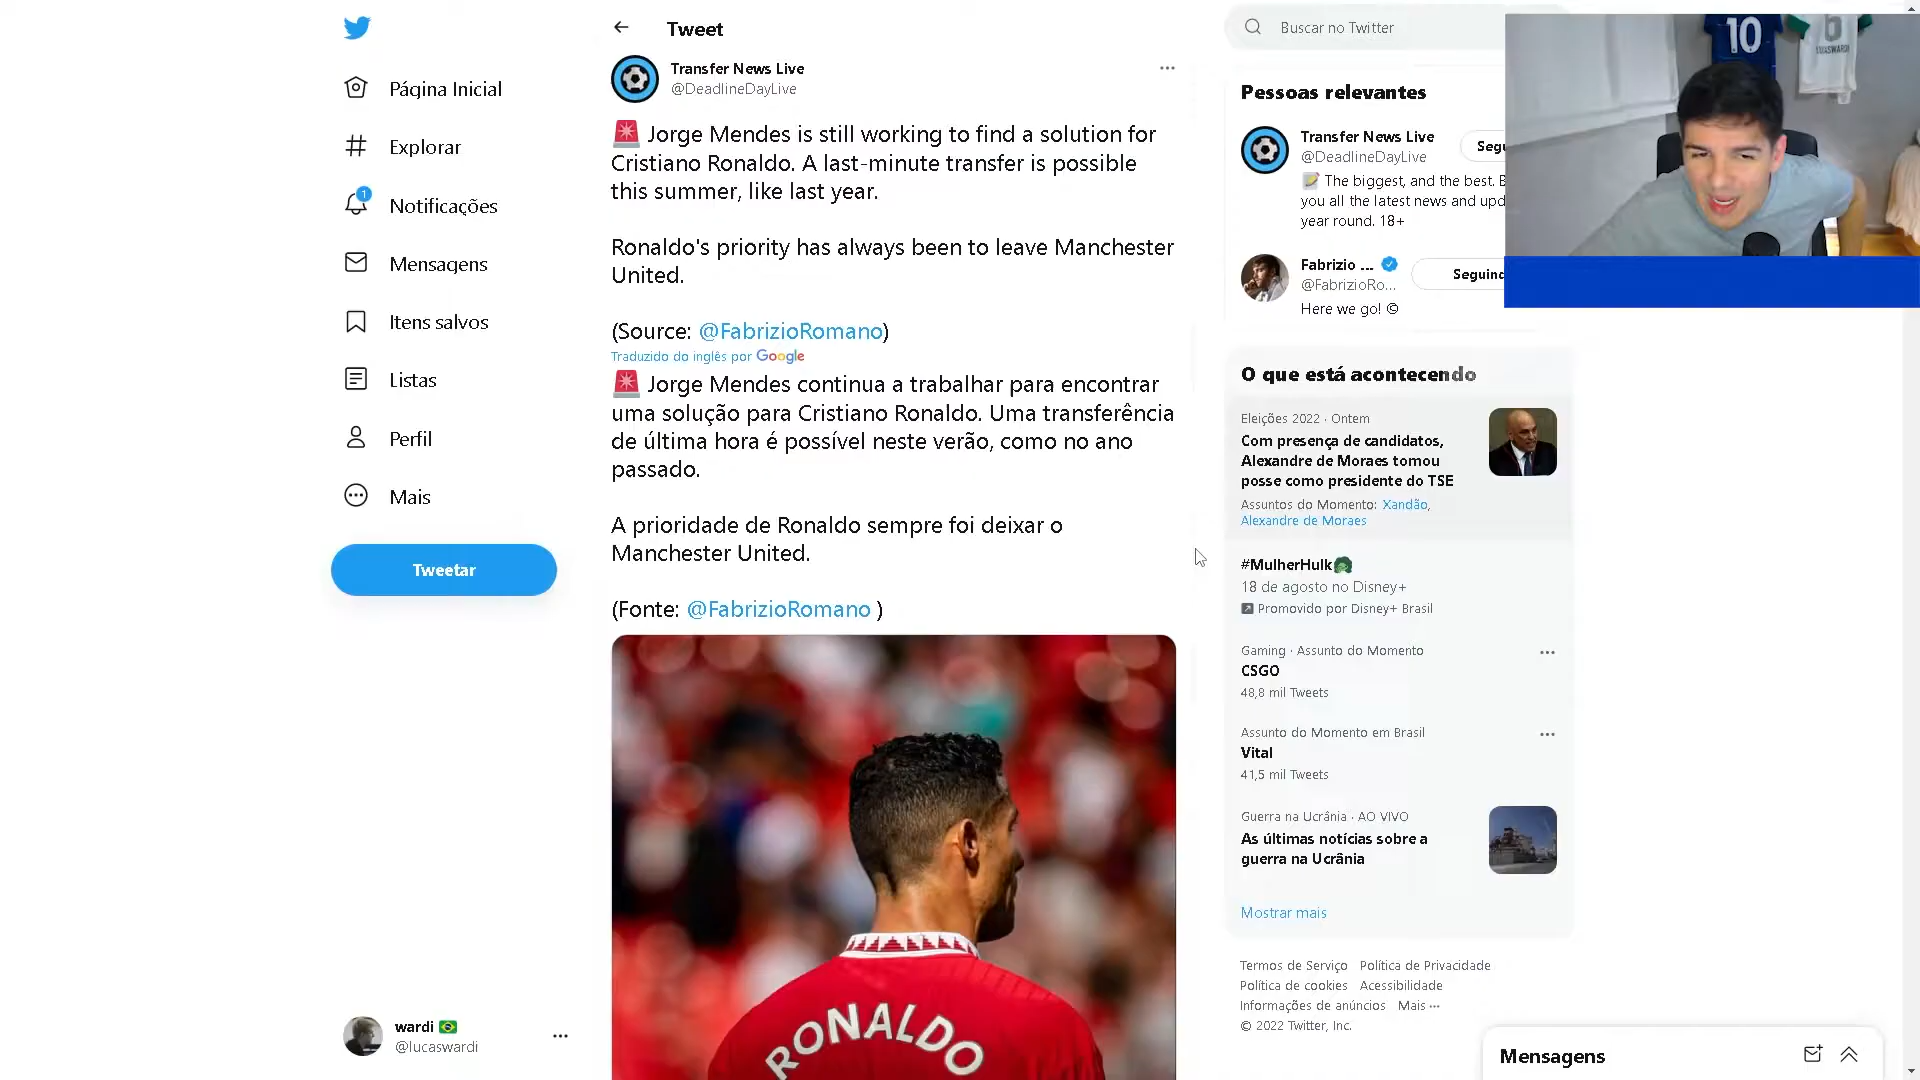 Página Inicial
Explorar
1
Notificações
Mensagens
Itens salvos
Listas
Perfil
Mais
Tweetar
wardi
@lucaswardi
Tweet
Transfer News Live
@DeadlineDayLive
Jorge Mendes is still working to find a solution for
Cristiano Ronaldo. A last-minute transfer is possible
this summer, like last year.
Ronaldo's priority has always been to leave Manchester
United.
(Source: @FabrizioRomano)
Traduzido do inglês por Google
Jorge Mendes continua a trabalhar para encontrar
uma solução para Cristiano Ronaldo. Uma transferência
de última hora é possível neste verão, como no ano
passado.
A prioridade de Ronaldo sempre foi deixar o
Manchester United.
(Fonte: @FabrizioRomano )
RONALDO
Buscar no Twitter
10
6
Pessoas relevantes
Transfer News Live
Segu
@DeadlineDayLive
The biggest, and the best. B
you all the latest news and upd
year round. 18+
Fabrizio ...
Seguind
@FabrizioRo...
Here we go! ©
O que está acontecendo
Eleições 2022 · Ontem
Com presença de candidatos,
Alexandre de Moraes tomou
posse como presidente do TSE
Assuntos do Momento: Xandão,
Alexandre de Moraes
#MulherHulk
18 de agosto no Disney+
Promovido por Disney+ Brasil
Gaming · Assunto do Momento
CSGO
48,8 mil Tweets
Assunto do Momento em Brasil
Vital
41,5 mil Tweets
Guerra na Ucrânia · AO VIVO
As últimas notícias sobre a
guerra na Ucrânia
Mostrar mais
Termos de Serviço Política de Privacidade
Política de cookies Acessibilidade
Informações de anúncios Mais ···
© 2022 Twitter, Inc.
Mensagens